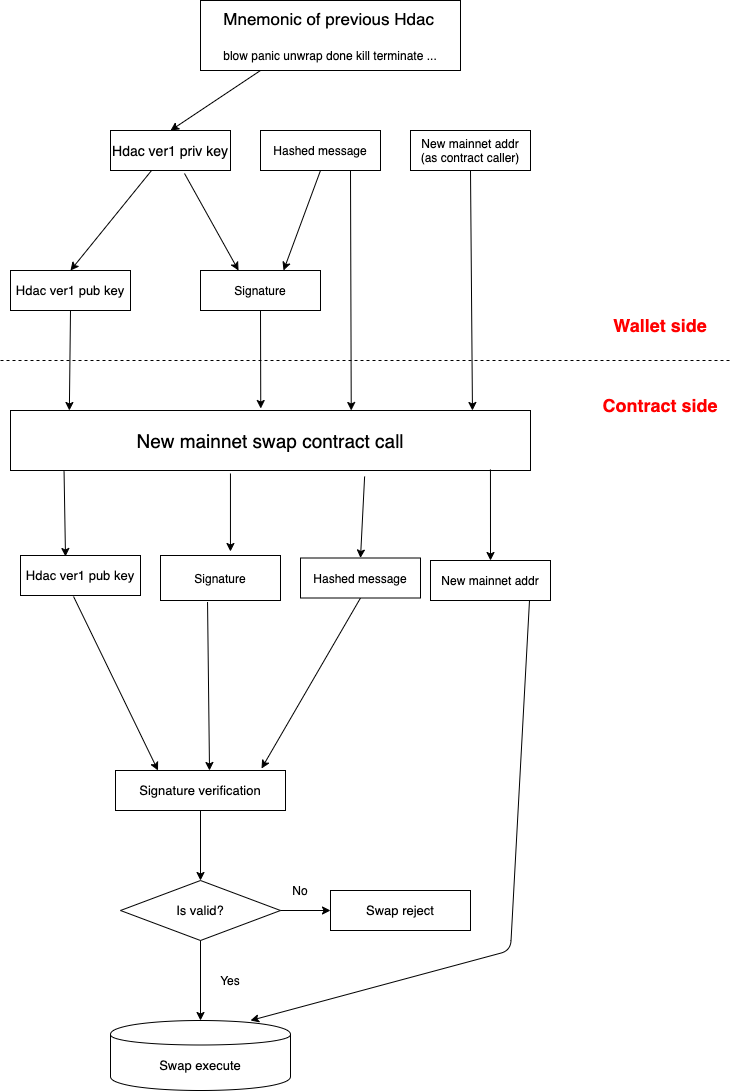 Mnemonic of previous Hdac
blow panic unwrap done kill terminate ...
Hdac ver1 priv key
Hashed message
New mainnet addr
(as contract caller)
Hdac ver1 pub key
Signature
Wallet side
Contract side
New mainnet swap contract call
Hdac ver1 pub key
Signature
Hashed message
New mainnet addr
Signature verification
Is valid?
No
Swap reject
Yes
Swap execute